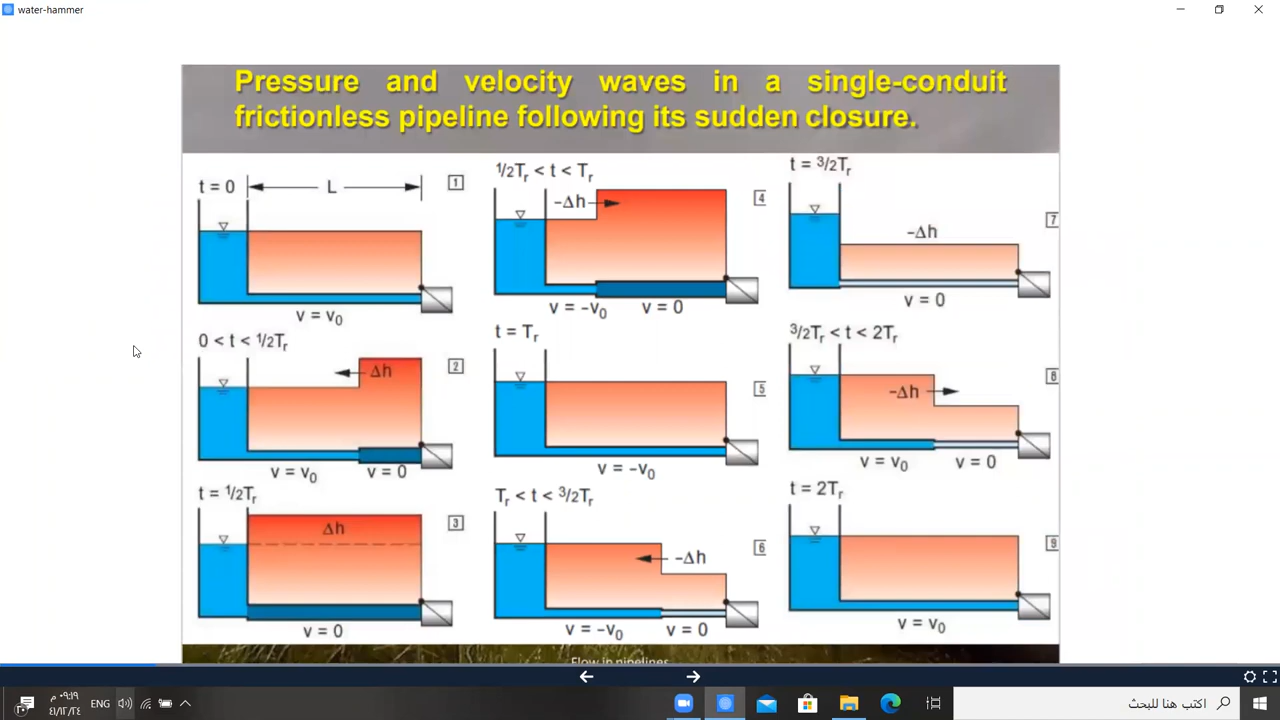 water-hammer
Pressure and velocity waves in a single-conduit
frictionless pipeline following its sudden closure.
t = 0
L
1
v = v₀
0 < t < ¹/₂Tᵣ
Δh
2
v = v₀ v = 0
t = ¹/₂Tᵣ
Δh
3
v = 0
¹/₂Tᵣ < t < Tᵣ
-Δh
4
v = -v₀ v = 0
t = Tᵣ
5
v = -v₀
Tᵣ < t < ³/₂Tᵣ
-Δh
6
v = -v₀ v = 0
t = ³/₂Tᵣ
7
-Δh
v = 0
³/₂Tᵣ < t < 2Tᵣ
8
-Δh
v = v₀ v = 0
t = 2Tᵣ
9
v = v₀
Flow in pipelines
ENG
٠٩:١٩ م
اكتب هنا للبحث